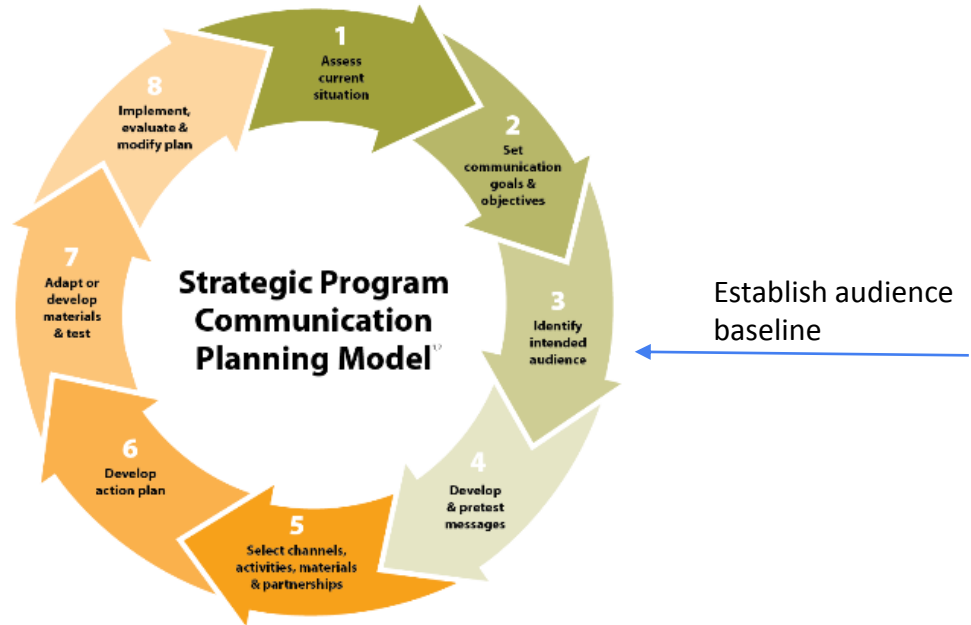 1
Assess
current
situation
2
Set
communication
goals &
objectives
3
Identify
intended
audience
4
Develop
& pretest
messages
5
Select channels,
activities, materials
& partnerships
6
Develop
action plan
7
Adapt or
develop
materials
& test
8
Implement,
evaluate &
modify plan
Strategic Program
Communication
Planning Model
Establish audience
baseline